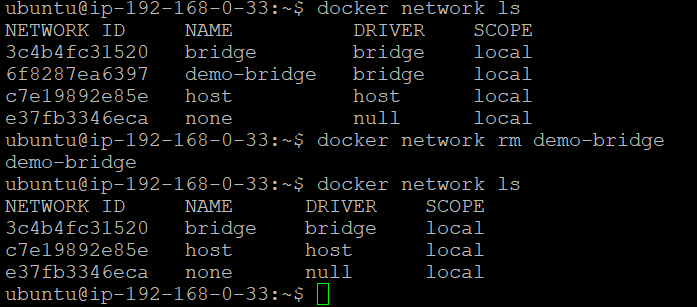 ubuntu@ip-192-168-0-33:~$ docker network ls
NETWORK ID     NAME          DRIVER    SCOPE
3c4b4fc31520   bridge        bridge    local
6f8287ea6397   demo-bridge   bridge    local
c7e19892e85e   host          host      local
e37fb3346eca   none          null      local
ubuntu@ip-192-168-0-33:~$ docker network rm demo-bridge
demo-bridge
ubuntu@ip-192-168-0-33:~$ docker network ls
NETWORK ID     NAME      DRIVER    SCOPE
3c4b4fc31520   bridge    bridge    local
c7e19892e85e   host      host      local
e37fb3346eca   none      null      local
ubuntu@ip-192-168-0-33:~$